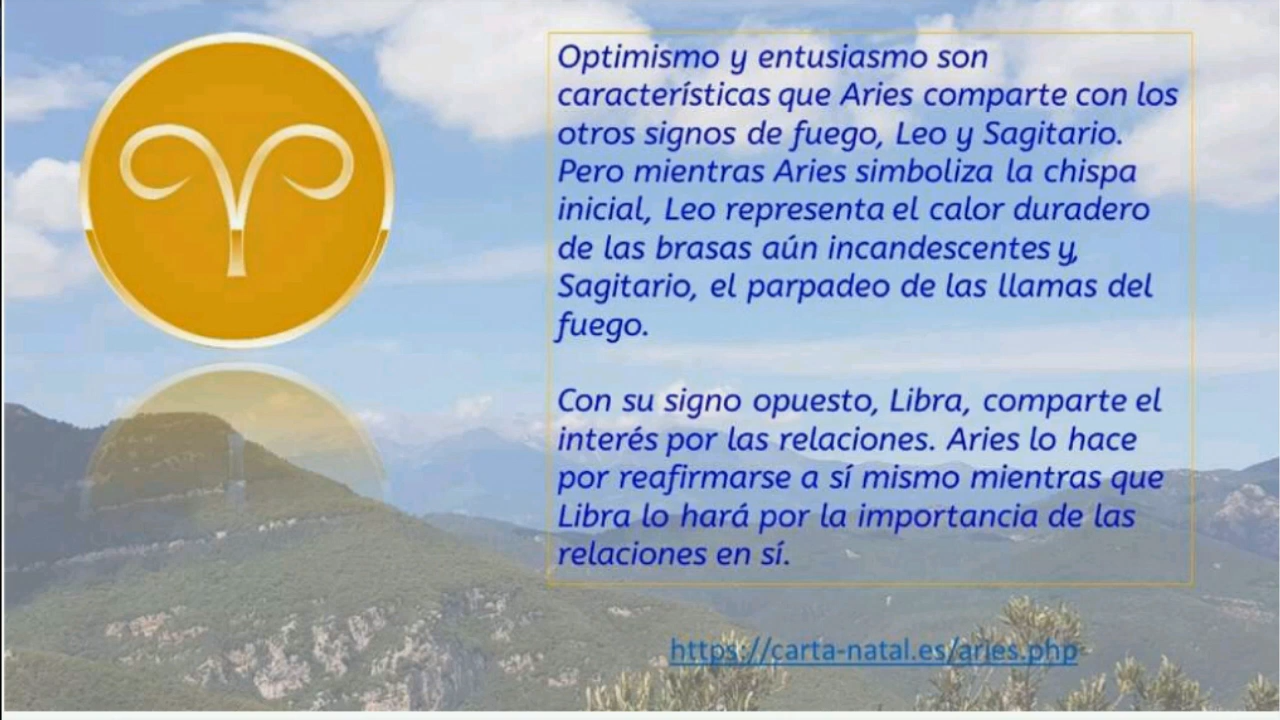 Optimismo y entusiasmo son
características que Aries comparte con los
otros signos de fuego, Leo y Sagitario.
Pero mientras Aries simboliza la chispa
inicial, Leo representa el calor duradero
de las brasas aún incandescentes y,
Sagitario, el parpadeo de las llamas del
fuego.
Con su signo opuesto, Libra, comparte el
interés por las relaciones. Aries lo hace
por reafirmarse a sí mismo mientras que
Libra lo hará por la importancia de las
relaciones en sí.
https://carta-natal.es/aries.php